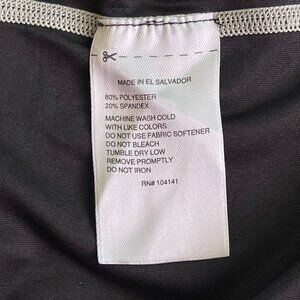 MADE IN EL SALVADOR
80% POLYESTER
20% SPANDEX
MACHINE WASH COLD
WITH LIKE COLORS
DO NOT USE FABRIC SOFTENER
DO NOT BLEACH
TUMBLE DRY LOW
REMOVE PROMPTLY
DO NOT IRON
RN# 104141